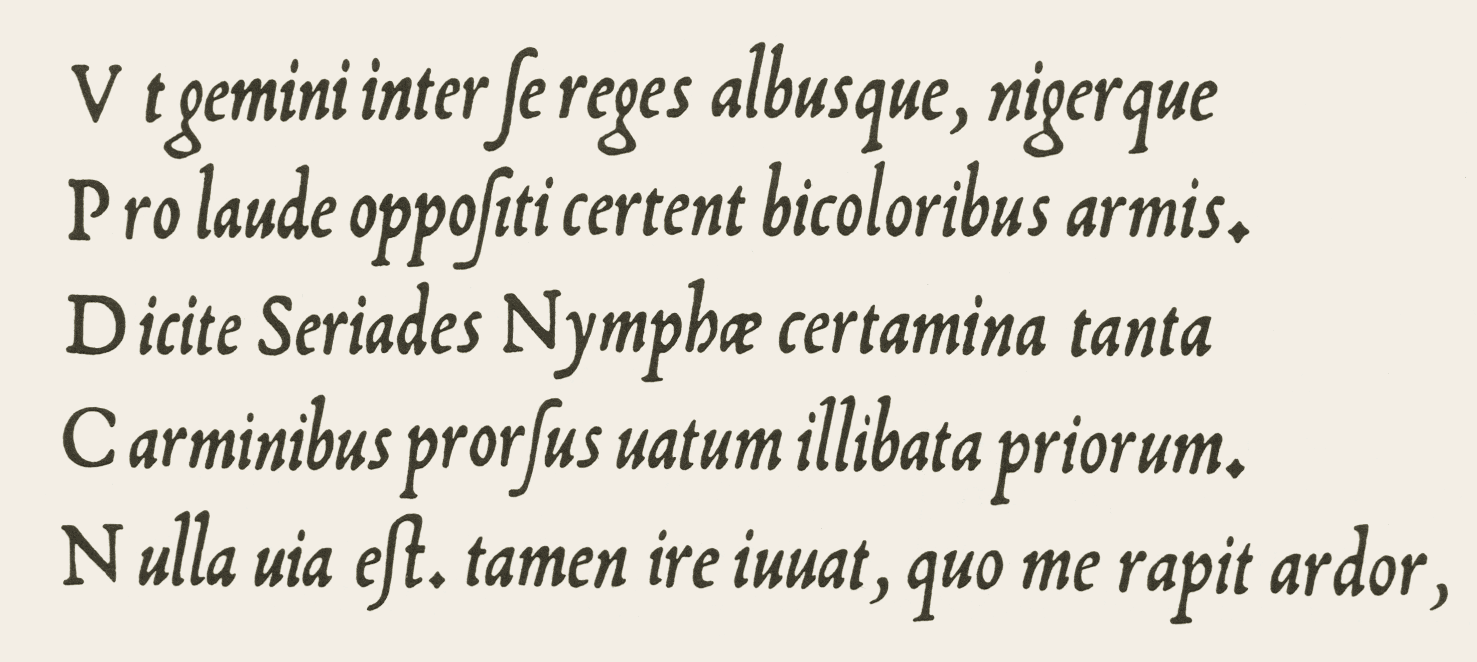 V t gemini inter ſe reges albusque, nigerque
P ro laude oppoſiti certent bicoloribus armis.
D icite Seriades Nymphæ certamina tanta
C arminibus prorſus uatum illibata priorum.
N ulla uia eſt. tamen ire iuuat, quo me rapit ardor,